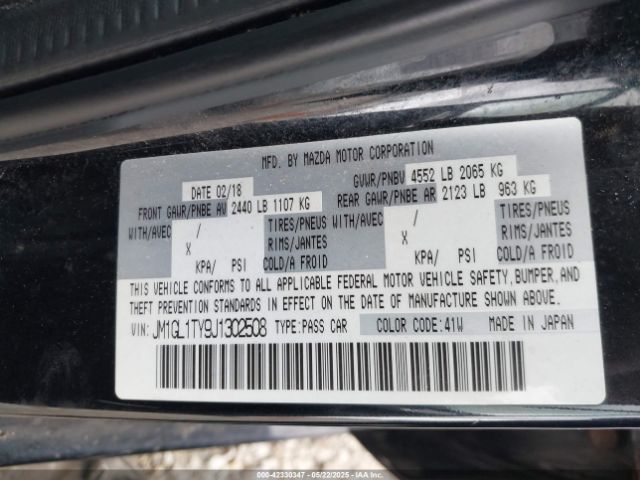 MFD. BY MAZDA MOTOR CORPORATION
DATE 02/18 GVWR/PNBV 4552 LB 2065 KG
FRONT GAWR/PNBE AV 2440 LB 1107 KG REAR GAWR/PNBE AR 2123 LB 963 KG
WITH/AVEC / TIRES/PNEUS WITH/AVEC / TIRES/PNEUS
X RIMS/JANTES X RIMS/JANTES
KPA/ PSI COLD/A FROID KPA/ PSI COLD/A FROID
THIS VEHICLE CONFORMS TO ALL APPLICABLE FEDERAL MOTOR VEHICLE SAFETY, BUMPER, AND
THEFT PREVENTION STANDARDS IN EFFECT ON THE DATE OF MANUFACTURE SHOWN ABOVE.
VIN: JM1GL1TY9J1302508 TYPE:PASS CAR COLOR CODE:41W MADE IN JAPAN
000-42330347 - 05/22/2025 - IAA Inc.